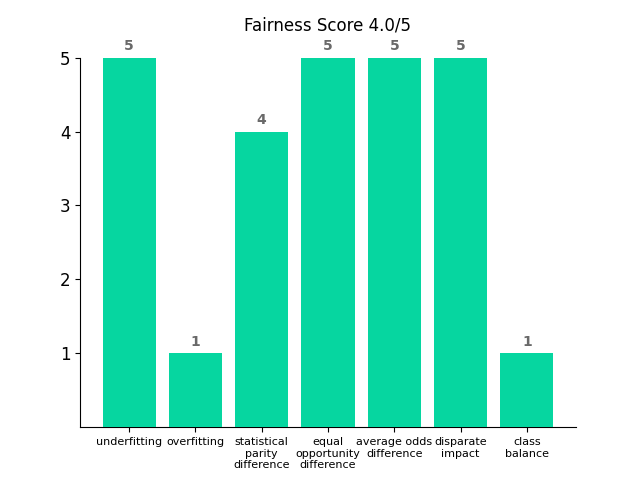 Fairness Score 4.0/5
5
1
4
5
5
5
1
5
4
3
2
1
underfitting
overfitting
statistical
parity
difference
equal
opportunity
difference
average odds
difference
disparate
impact
class
balance